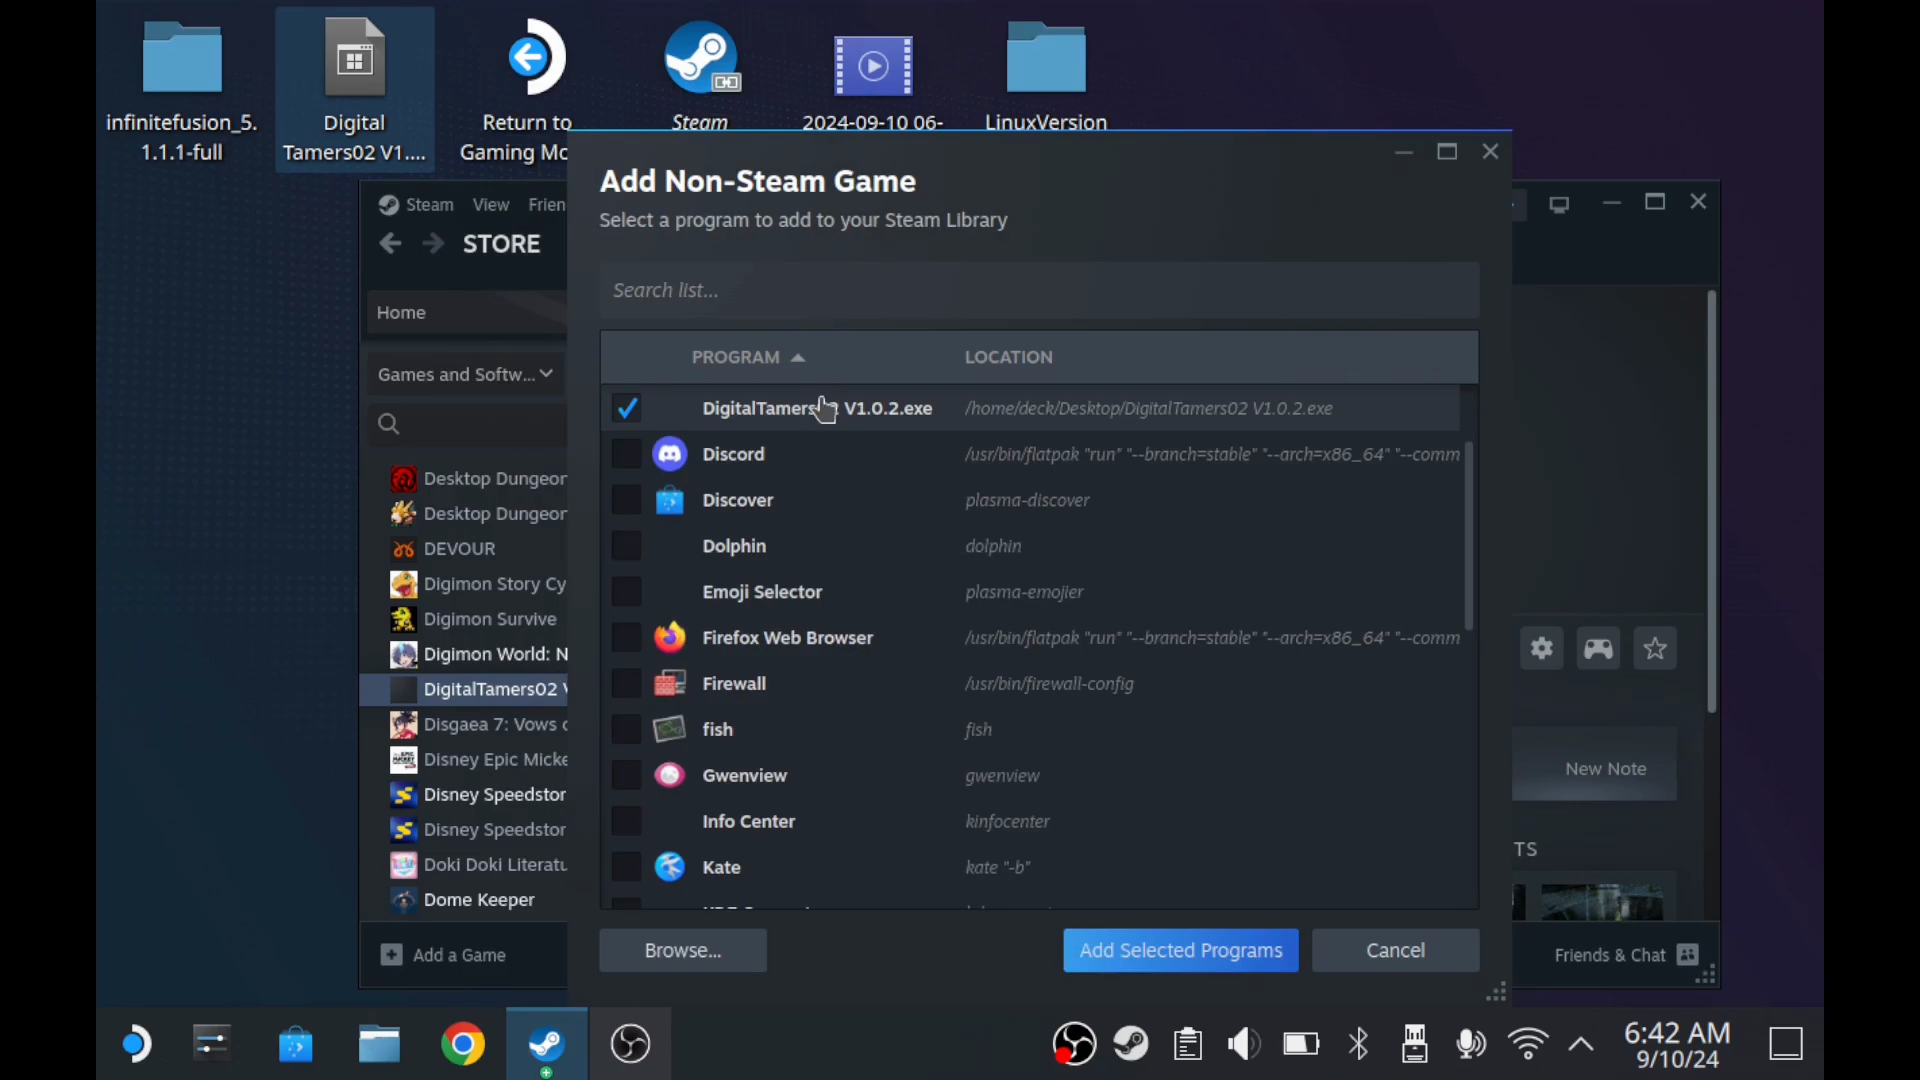 infinitefusion_5.
1.1.1-full
Digital
Tamers02 V1....
Return to
Gaming Mo
Steam
2024-09-10 06-
LinuxVersion
Add Non-Steam Game
Select a program to add to your Steam Library
Search list...
PROGRAM
LOCATION
DigitalTamers02 V1.0.2.exe
/home/deck/Desktop/DigitalTamers02 V1.0.2.exe
Discord
/usr/bin/flatpak "run" "--branch=stable" "--arch=x86_64" "--comm
Discover
plasma-discover
Dolphin
dolphin
Emoji Selector
plasma-emojier
Firefox Web Browser
/usr/bin/flatpak "run" "--branch=stable" "--arch=x86_64" "--comm
Firewall
/usr/bin/firewall-config
fish
fish
Gwenview
gwenview
Info Center
kinfocenter
Kate
kate "-b"
Browse...
Add Selected Programs
Cancel
Steam View Frien
STORE
Home
Games and Softw...
Desktop Dungeor
Desktop Dungeor
DEVOUR
Digimon Story Cy
Digimon Survive
Digimon World: N
DigitalTamers02 V
Disgaea 7: Vows o
Disney Epic Micke
Disney Speedstor
Disney Speedstor
Doki Doki Literatu
Dome Keeper
Add a Game
New Note
TS
Friends & Chat
6:42 AM
9/10/24